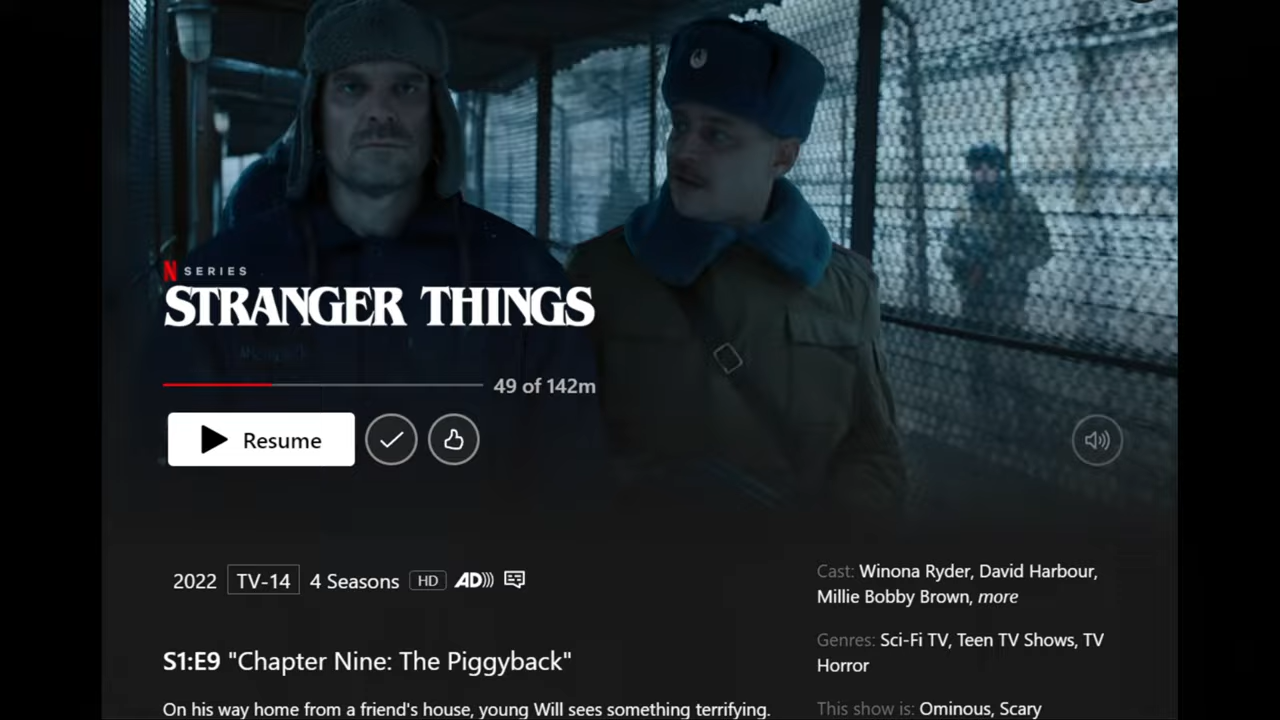 N SERIES
STRANGER THINGS
49 of 142m
Resume
2022 TV-14 4 Seasons HD AD
Cast: Winona Ryder, David Harbour,
Millie Bobby Brown, more
Genres: Sci-Fi TV, Teen TV Shows, TV
Horror
S1:E9 "Chapter Nine: The Piggyback"
On his way home from a friend's house, young Will sees something terrifying.
This show is: Ominous, Scary